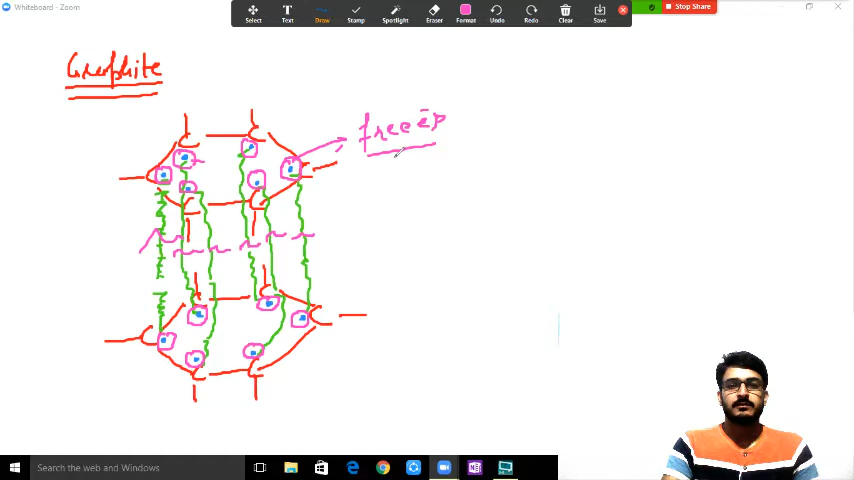 Whiteboard - Zoom
Select
Text
Draw
Stamp
Spotlight
Eraser
Format
Undo
Redo
Clear
Save
Stop Share
Graphite
C
C
C
C
C
C
free ēs
C
C
C
C
C
C
Search the web and Windows